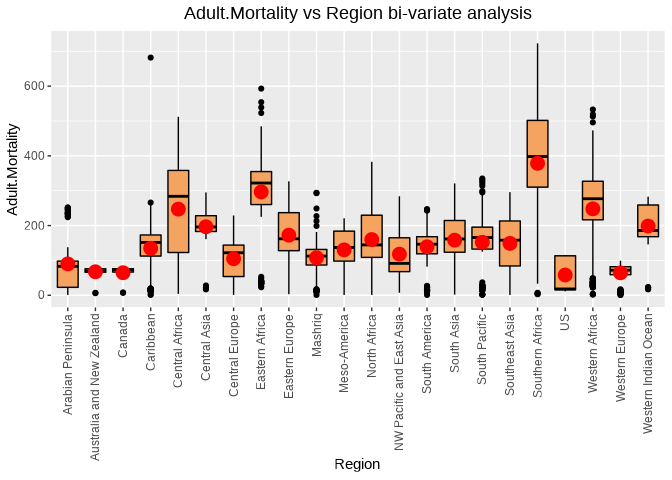 Adult.Mortality vs Region bi-variate analysis
Adult.Mortality
600
400
200
0
Arabian Peninsula
Australia and New Zealand
Canada
Caribbean
Central Africa
Central Asia
Central Europe
Eastern Africa
Eastern Europe
Mashriq
Meso-America
North Africa
NW Pacific and East Asia
South America
South Asia
South Pacific
Southeast Asia
Southern Africa
US
Western Africa
Western Europe
Western Indian Ocean
Region